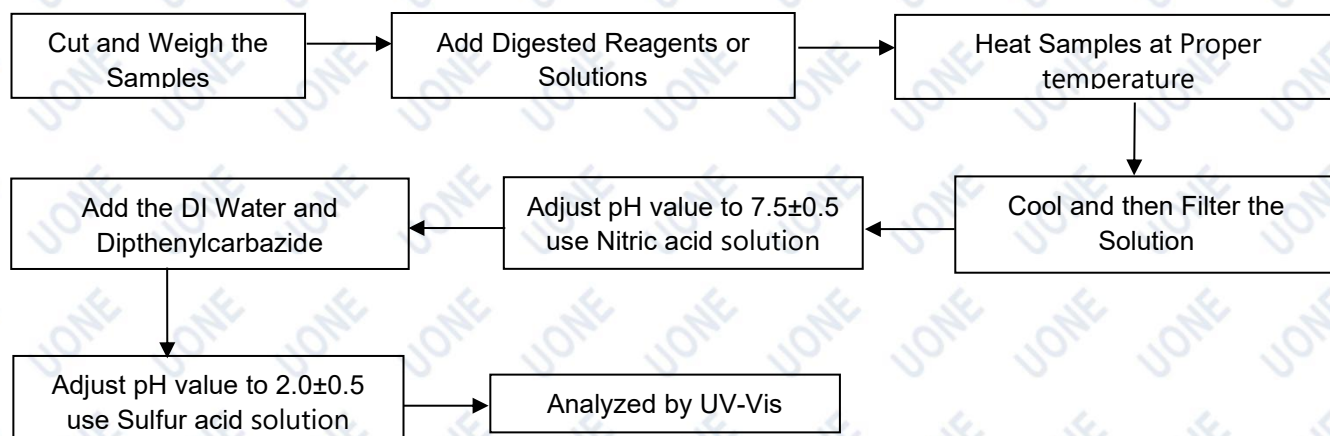 Cut and Weigh the
Samples
Add Digested Reagents or
Solutions
Heat Samples at Proper
temperature
Cool and then Filter the
Solution
Adjust pH value to 7.5±0.5
use Nitric acid solution
Add the DI Water and
Dipthenylcarbazide
Adjust pH value to 2.0±0.5
use Sulfur acid solution
Analyzed by UV-Vis
UONE